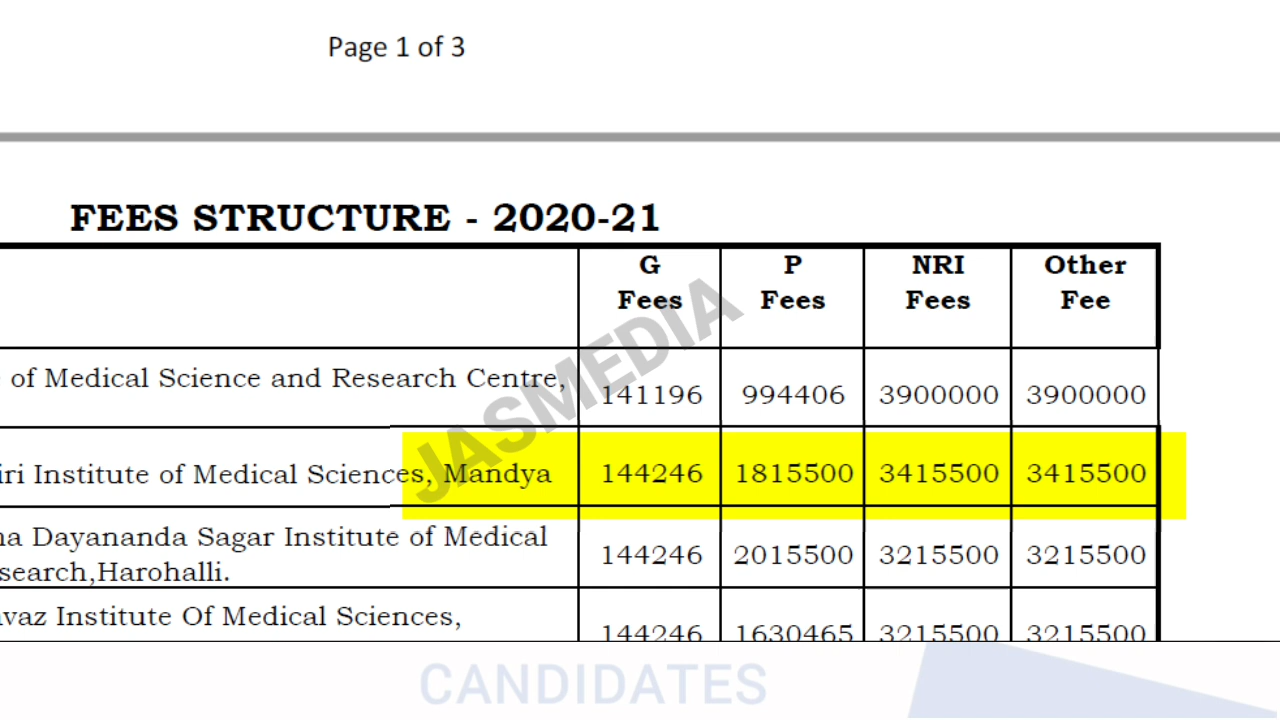 Page 1 of 3
FEES STRUCTURE - 2020-21
G Fees P Fees NRI Fees Other Fee
of Medical Science and Research Centre, 141196 994406 3900000 3900000
iri Institute of Medical Sciences, Mandya 144246 1815500 3415500 3415500
na Dayananda Sagar Institute of Medical
search,Harohalli. 144246 2015500 3215500 3215500
waz Institute Of Medical Sciences, 144246 1630465 3215500 3215500
JASMEDIA
CANDIDATES